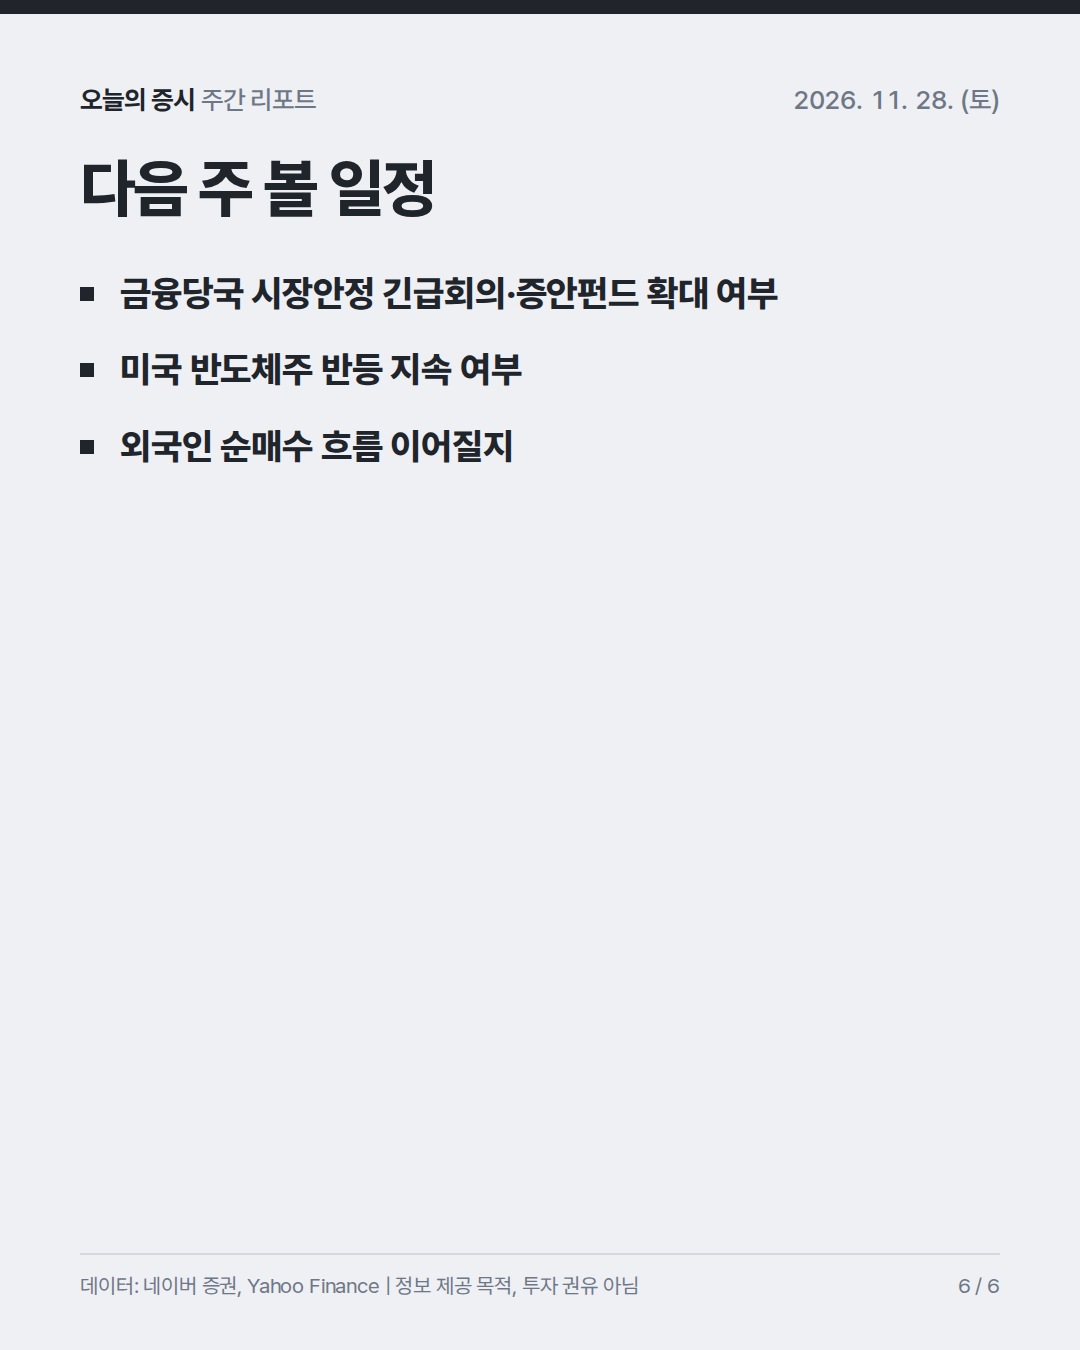 오늘의 증시 주간 리포트
2026. 11. 28. (토)
다음 주 볼 일정
■ 금융당국 시장안정 긴급회의·증안펀드 확대 여부
■ 미국 반도체주 반등 지속 여부
■ 외국인 순매수 흐름 이어질지
데이터: 네이버 증권, Yahoo Finance | 정보 제공 목적, 투자 권유 아님
6 / 6